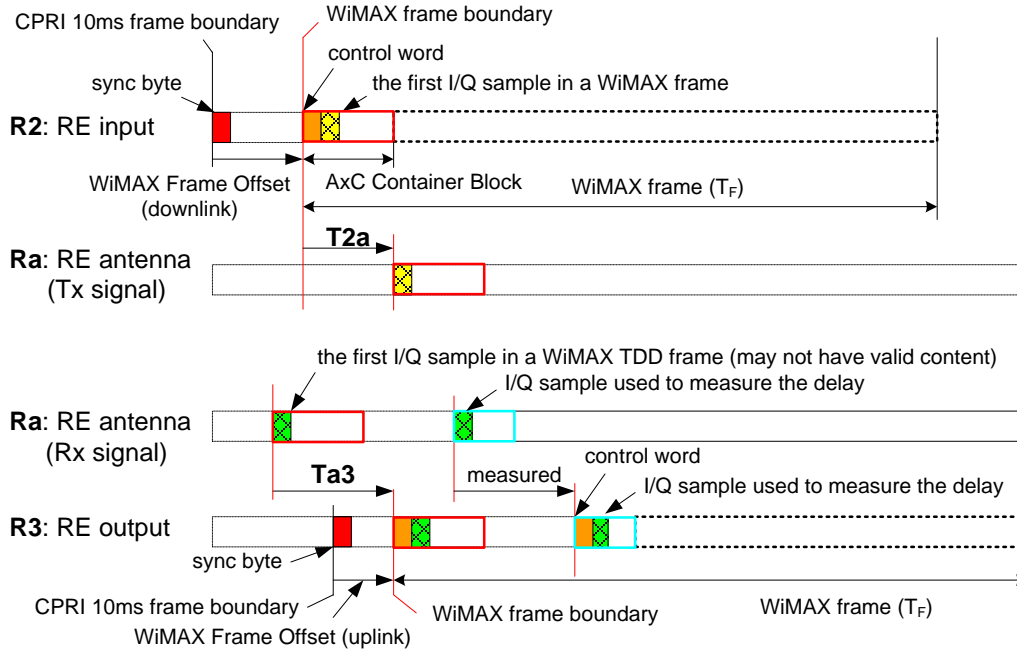 CPRI 10ms frame boundary
WiMAX frame boundary
control word
sync byte
the first I/Q sample in a WiMAX frame
R2: RE input
WiMAX Frame Offset
(downlink)
AxC Container Block
WiMAX frame (TF)
T2a
Ra: RE antenna
(Tx signal)
the first I/Q sample in a WiMAX TDD frame (may not have valid content)
I/Q sample used to measure the delay
Ra: RE antenna
(Rx signal)
Ta3
measured
control word
I/Q sample used to measure the delay
R3: RE output
sync byte
CPRI 10ms frame boundary
WiMAX frame boundary
WiMAX frame (TF)
WiMAX Frame Offset (uplink)